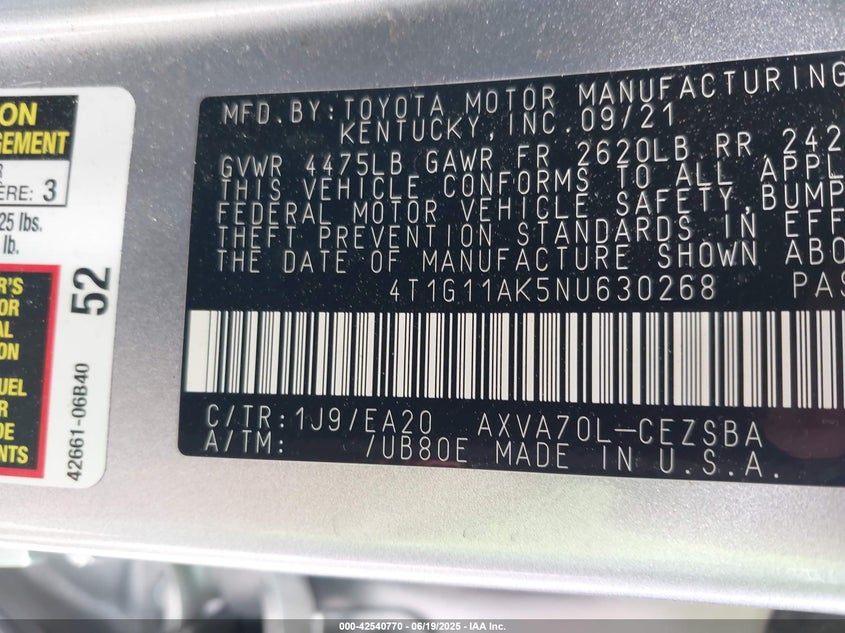 ON
GEMENT
R
ÈRE: 3
25 lbs.
lb.
'S
OR
AL
ON
UEL
R
DE
NTS
52
42661-06B40
MFD.BY:TOYOTA MOTOR MANUFACTURING
KENTUCKY,INC.09/21
GVWR 4475LB GAWR FR 2620LB RR 242
THIS VEHICLE CONFORMS TO ALL APPL
FEDERAL MOTOR VEHICLE SAFETY,BUMP
THEFT PREVENTION STANDARDS IN EFF
THE DATE OF MANUFACTURE SHOWN ABO
4T1G11AK5NU630268 PAS
C/TR:1J9/EA20 AXVA70L-CEZSBA
A/TM: /UB80E MADE IN U.S.A.
000-42540770 - 06/19/2025 - IAA Inc.